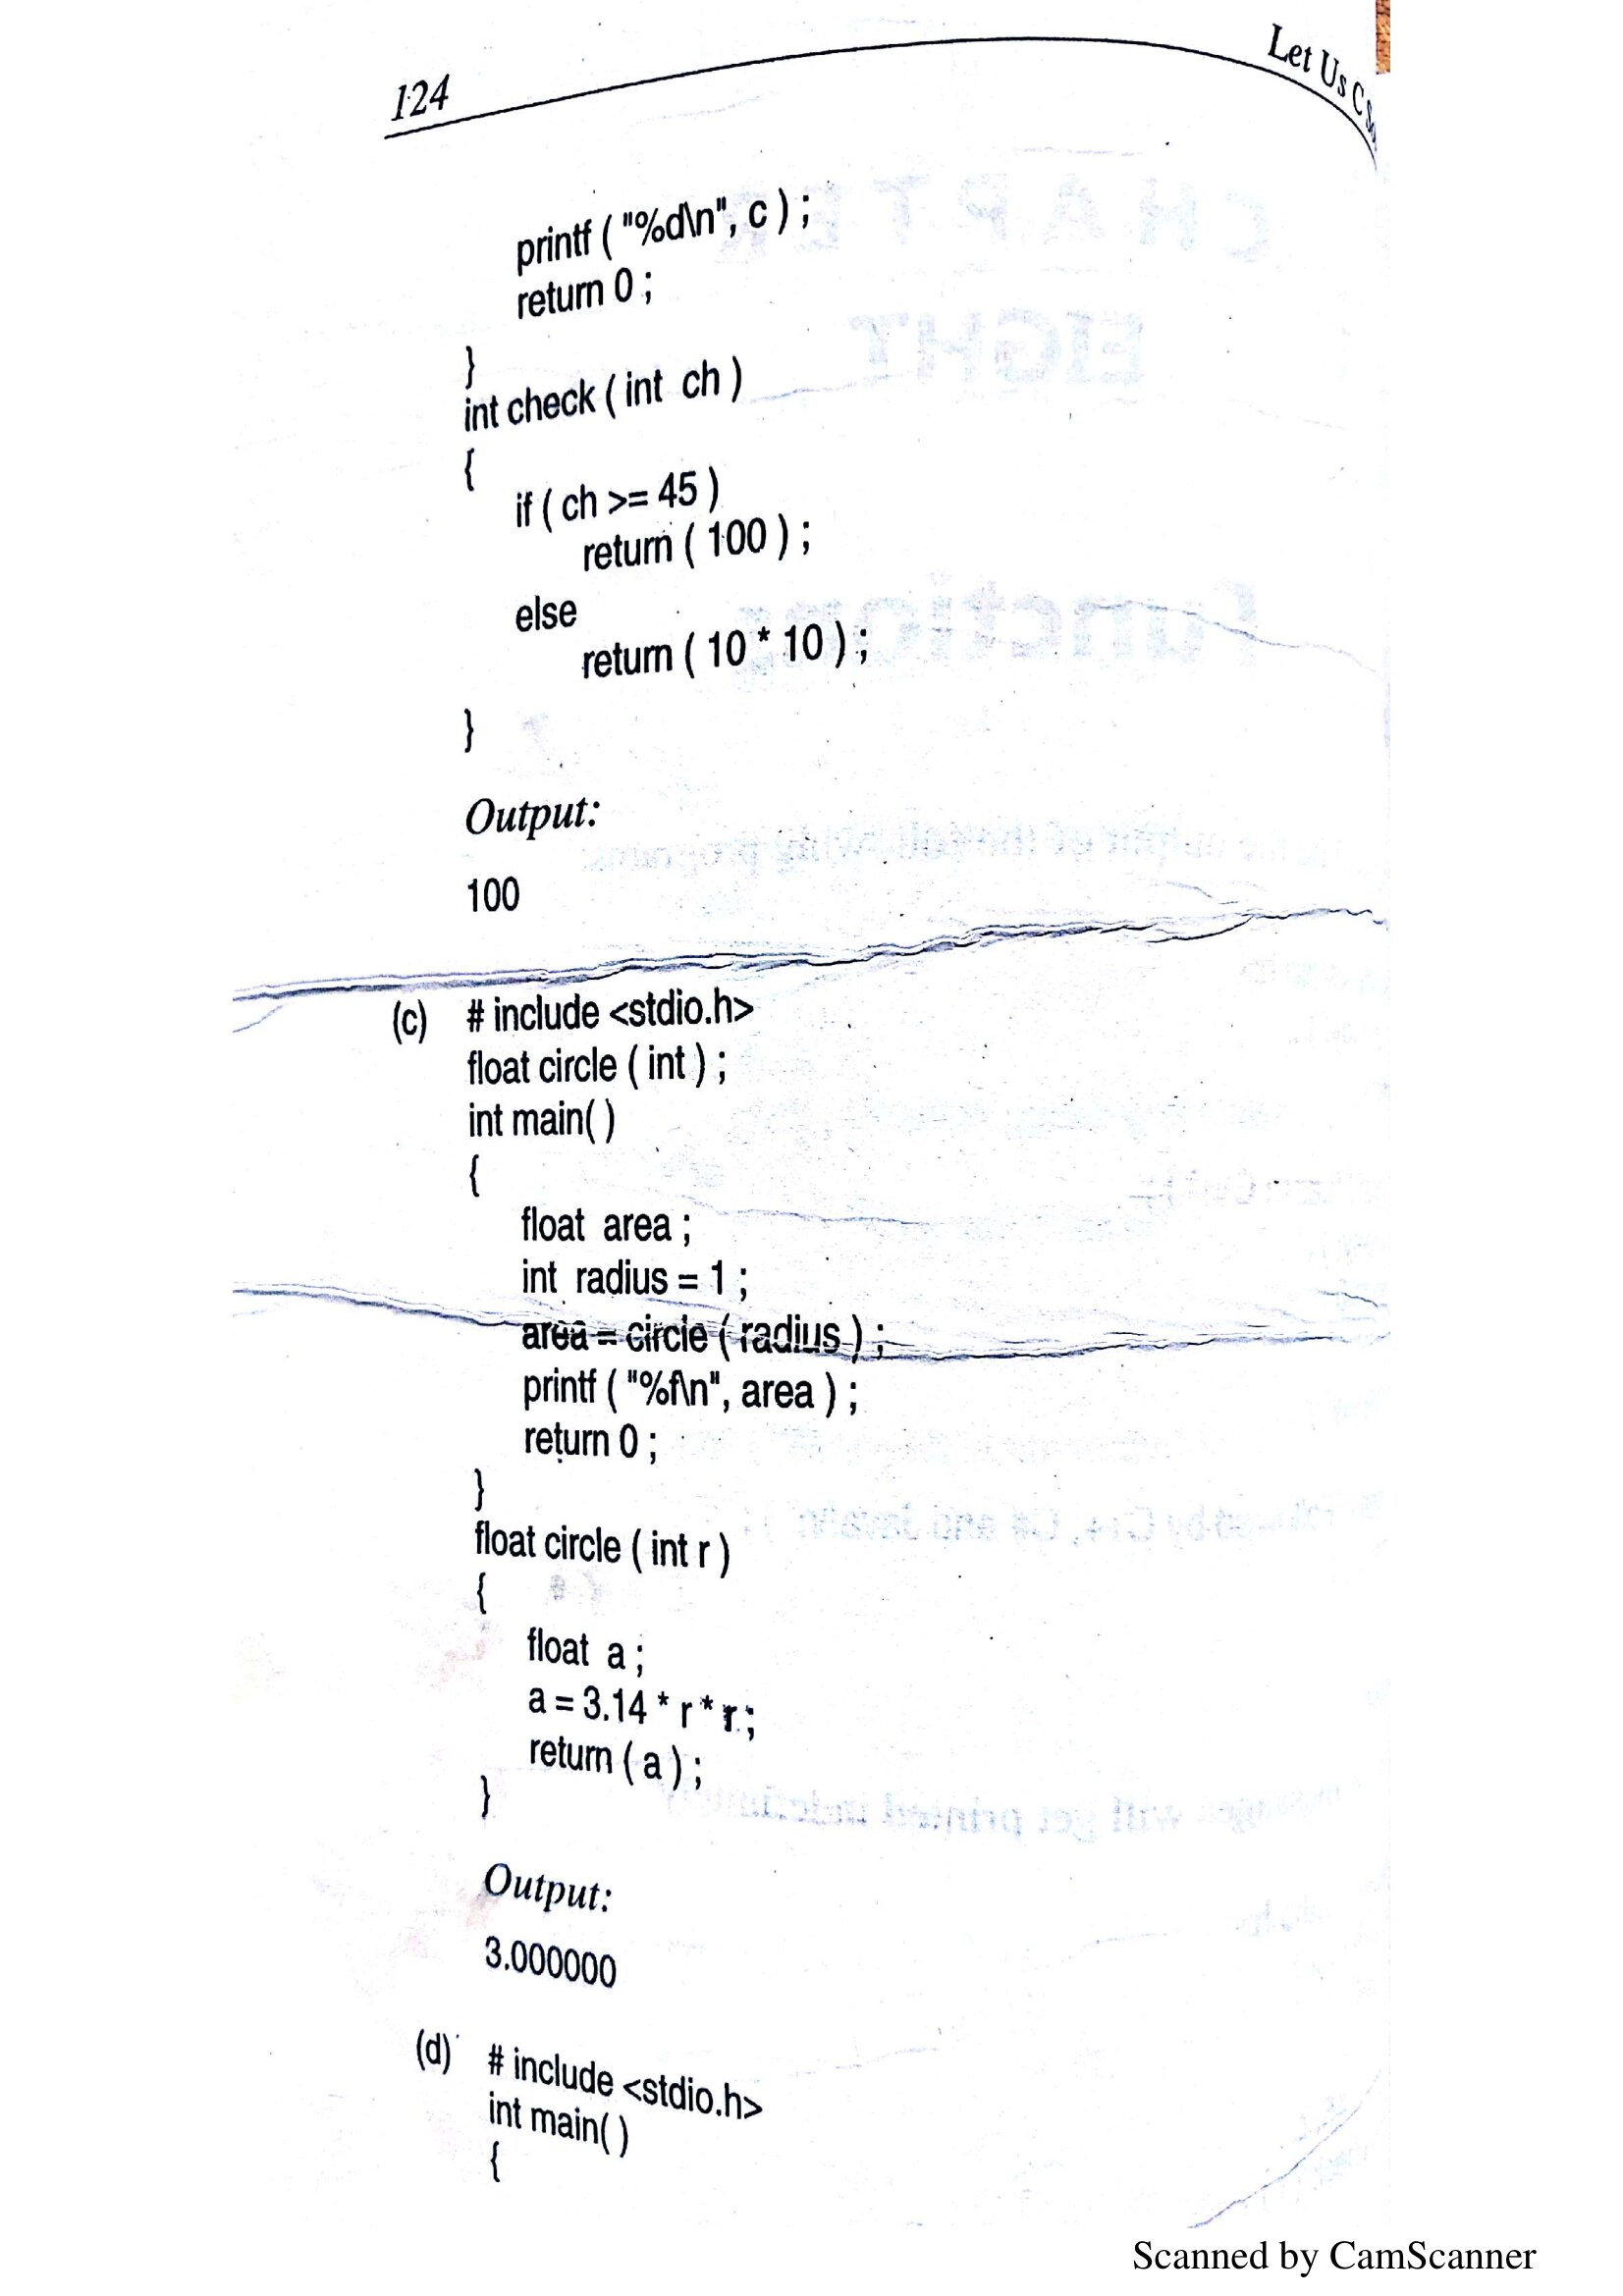 124
Let Us C
printf ( "%d\n", c ) ;
return 0 ;
}
int check ( int ch )
{
if ( ch >= 45 )
return ( 100 ) ;
else
return ( 10 * 10 ) ;
}
Output:
100
(c) # include <stdio.h>
float circle ( int ) ;
int main( )
{
float area ;
int radius = 1 ;
area = circle ( radius ) ;
printf ( "%f\n", area ) ;
return 0 ;
}
float circle ( int r )
{
float a ;
a = 3.14 * r * r ;
return ( a ) ;
}
Output:
3.000000
(d) # include <stdio.h>
int main( )
{
Scanned by CamScanner